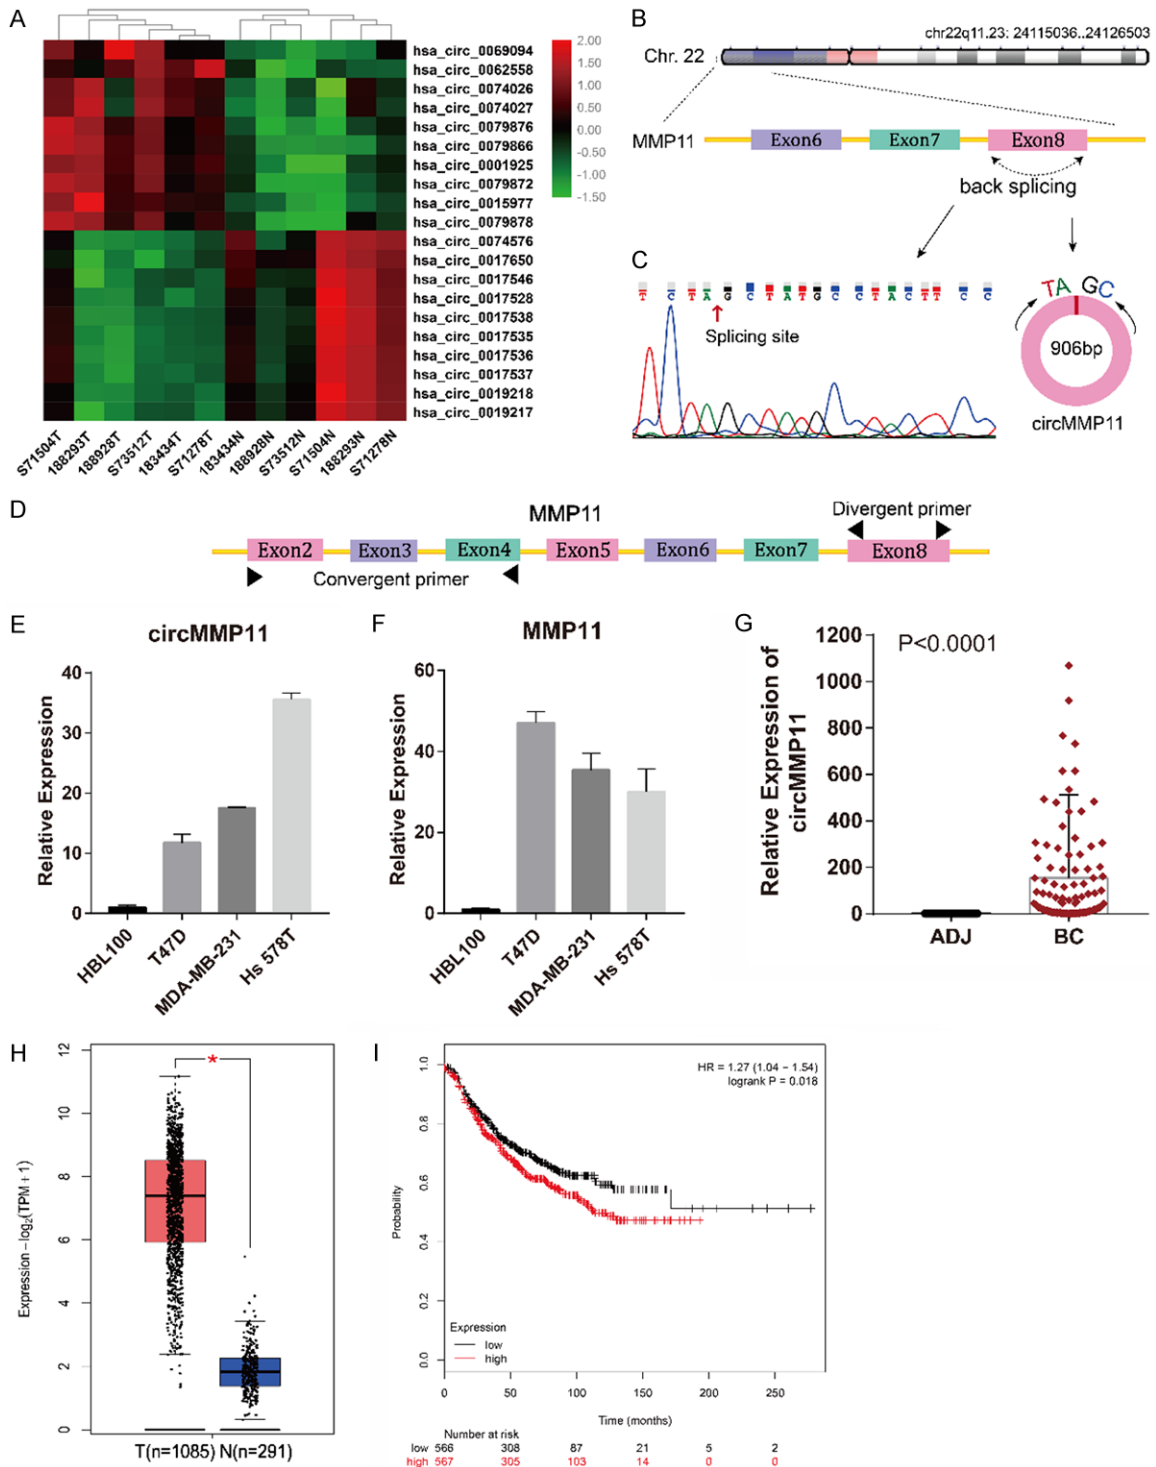 A
2.00
1.50
1.00
0.50
0.00
-0.50
-1.00
-1.50
hsa_circ_0069094
hsa_circ_0062558
hsa_circ_0074026
hsa_circ_0074027
hsa_circ_0079876
hsa_circ_0079866
hsa_circ_0001925
hsa_circ_0079872
hsa_circ_0015977
hsa_circ_0079878
hsa_circ_0074576
hsa_circ_0017650
hsa_circ_0017546
hsa_circ_0017528
hsa_circ_0017538
hsa_circ_0017535
hsa_circ_0017536
hsa_circ_0017537
hsa_circ_0019218
hsa_circ_0019217
S71504T
188293T
188928T
S73512T
183434T
S71278T
183434N
188928N
S73512N
S71504N
188293N
S71278N
B
chr22q11.23: 24115036..24126503
Chr. 22
MMP11 Exon6 Exon7 Exon8
back splicing
C
T C T A G C T A T G C C T A C T T C C
Splicing site
TA GC
906bp
circMMP11
D
MMP11
Divergent primer
Exon2 Exon3 Exon4 Exon5 Exon6 Exon7 Exon8
Convergent primer
E
circMMP11
Relative Expression
40
30
20
10
0
HBL100
T47D
MDA-MB-231
Hs 578T
F
MMP11
Relative Expression
60
40
20
0
HBL100
T47D
MDA-MB-231
Hs 578T
G
P<0.0001
Relative Expression of
circMMP11
1200
1000
800
600
400
200
0
ADJ BC
H
*
Expression – log₂(TPM + 1)
12
10
8
6
4
2
0
T(n=1085) N(n=291)
I
HR = 1.27 (1.04 − 1.54)
logrank P = 0.018
Probability
1.0
0.8
0.6
0.4
0.2
0.0
Expression
low
high
0 50 100 150 200 250
Time (months)
Number at risk
low 566 308 87 21 5 2
high 567 305 103 14 0 0